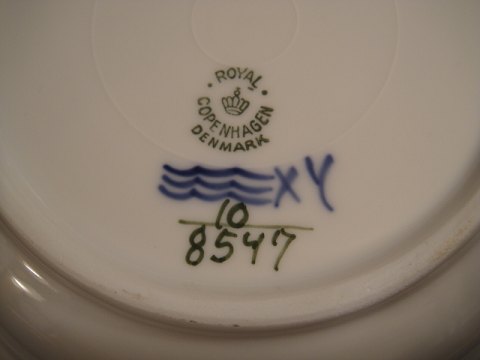 ROYAL
COPENHAGEN
DENMARK
XY
10
8547